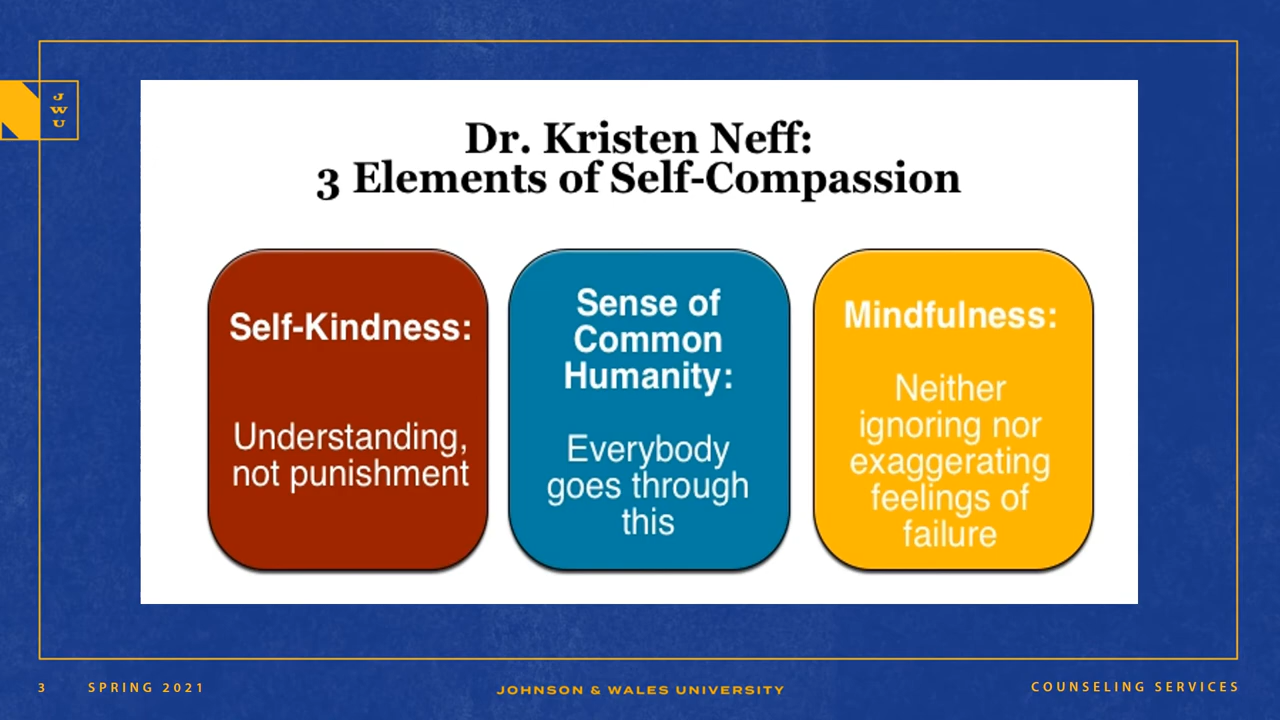 J
W
U
Dr. Kristen Neff:
3 Elements of Self-Compassion
Self-Kindness:
Understanding,
not punishment
Sense of
Common
Humanity:
Everybody
goes through
this
Mindfulness:
Neither
ignoring nor
exaggerating
feelings of
failure
3 SPRING 2021 JOHNSON & WALES UNIVERSITY COUNSELING SERVICES